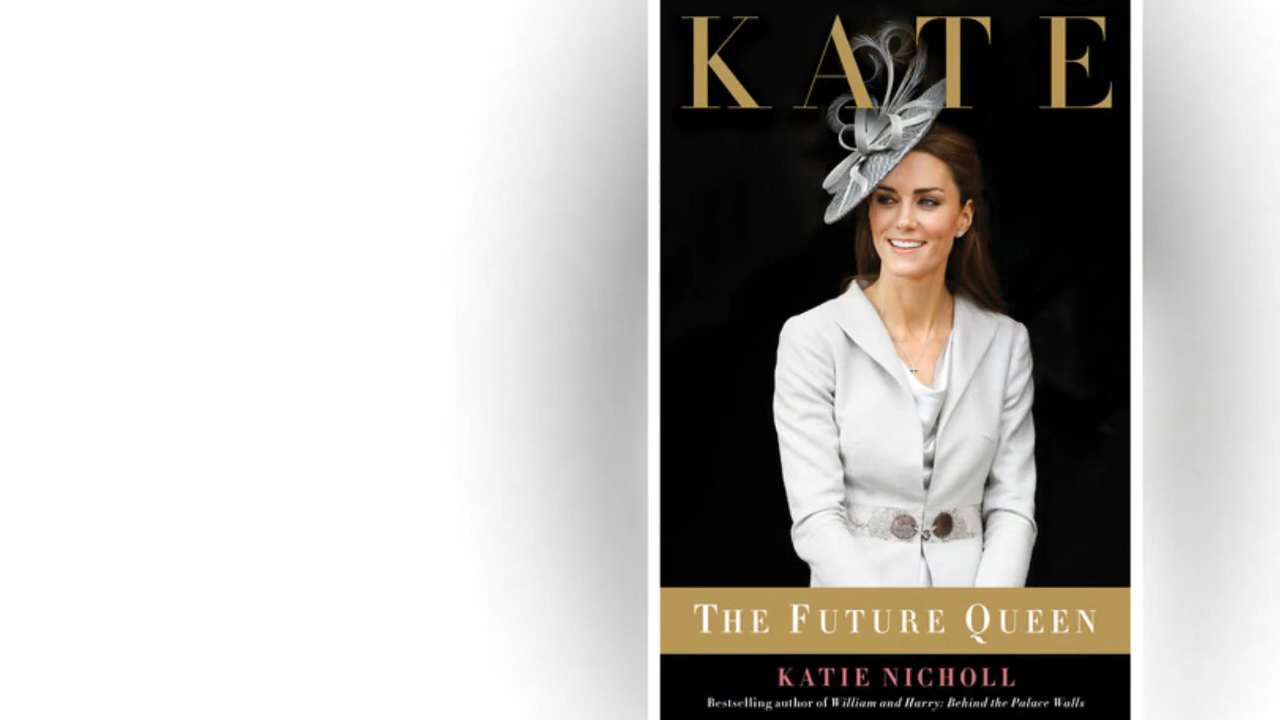 KATE
THE FUTURE QUEEN
KATIE NICHOLL
Bestselling author of William and Harry: Behind the Palace Walls